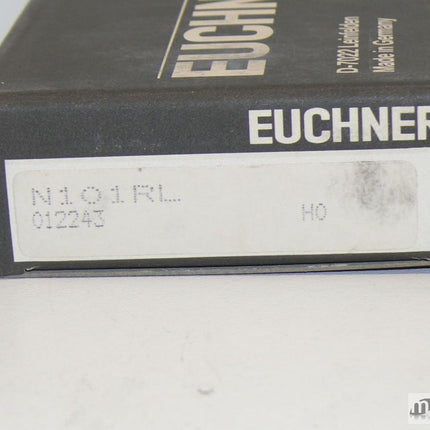 EUCHN
D-7022 Leinfelden
Made in Germany
EUCHNER
N101RL
012243
HO